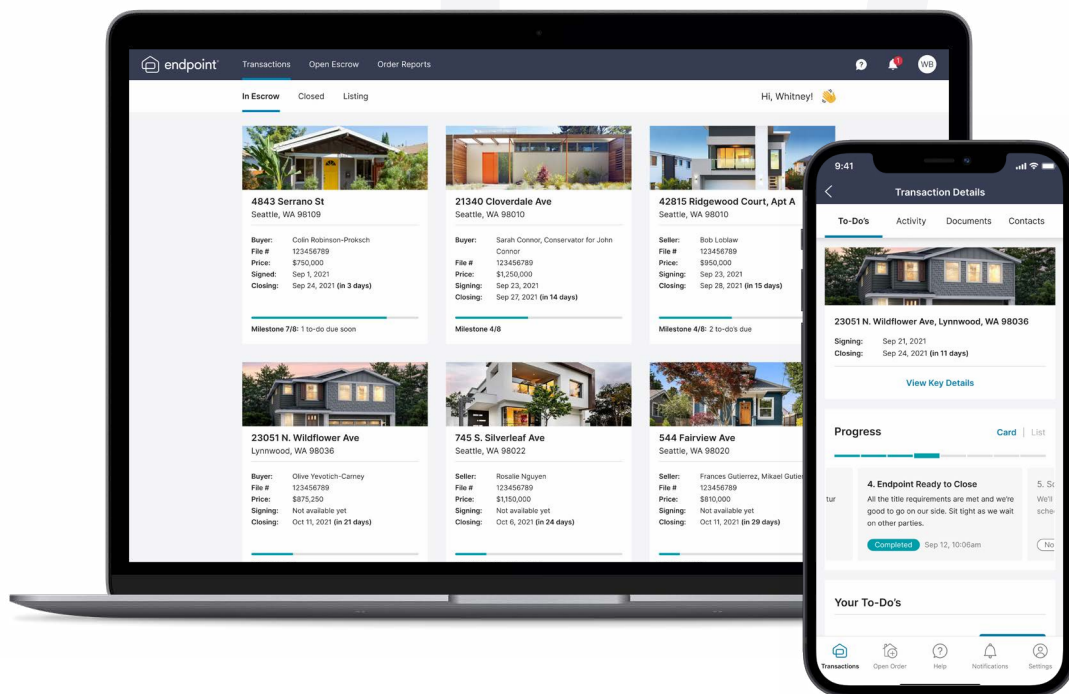 endpoint
Transactions Open Escrow Order Reports
? 1 WB
In Escrow Closed Listing
Hi, Whitney!
4843 Serrano St
Seattle, WA 98109
Buyer: Colin Robinson-Proksch
File # 123456789
Price: $750,000
Signed: Sep 1, 2021
Closing: Sep 24, 2021 (in 3 days)
Milestone 7/8: 1 to-do due soon
21340 Cloverdale Ave
Seattle, WA 98010
Buyer: Sarah Connor, Conservator for John
Connor
File # 123456789
Price: $1,250,000
Signing: Sep 23, 2021
Closing: Sep 27, 2021 (in 14 days)
Milestone 4/8
42815 Ridgewood Court, Apt A
Seattle, WA 98010
Seller: Bob Loblaw
File # 123456789
Price: $950,000
Signing: Sep 23, 2021
Closing: Sep 28, 2021 (in 15 days)
Milestone 4/8: 2 to-do's due
23051 N. Wildflower Ave
Lynnwood, WA 98036
Buyer: Olive Yevotich-Carney
File # 123456789
Price: $875,250
Signing: Not available yet
Closing: Oct 11, 2021 (in 21 days)
745 S. Silverleaf Ave
Seattle, WA 98022
Seller: Rosalie Nguyen
File # 123456789
Price: $1,150,000
Signing: Not available yet
Closing: Oct 6, 2021 (in 24 days)
544 Fairview Ave
Seattle, WA 98020
Seller: Frances Gutierrez, Mikael Gutier
File # 123456789
Price: $810,000
Signing: Not available yet
Closing: Oct 11, 2021 (in 29 days)
9:41
Transaction Details
To-Do's Activity Documents Contacts
23051 N. Wildflower Ave, Lynnwood, WA 98036
Signing: Sep 21, 2021
Closing: Sep 24, 2021 (in 11 days)
View Key Details
Progress Card | List
tur
4. Endpoint Ready to Close
All the title requirements are met and we're
good to go on our side. Sit tight as we wait
on other parties.
Completed Sep 12, 10:06am
5. Sc
We'll
sche
No
Your To-Do's
Transactions Open Order Help Notifications Settings